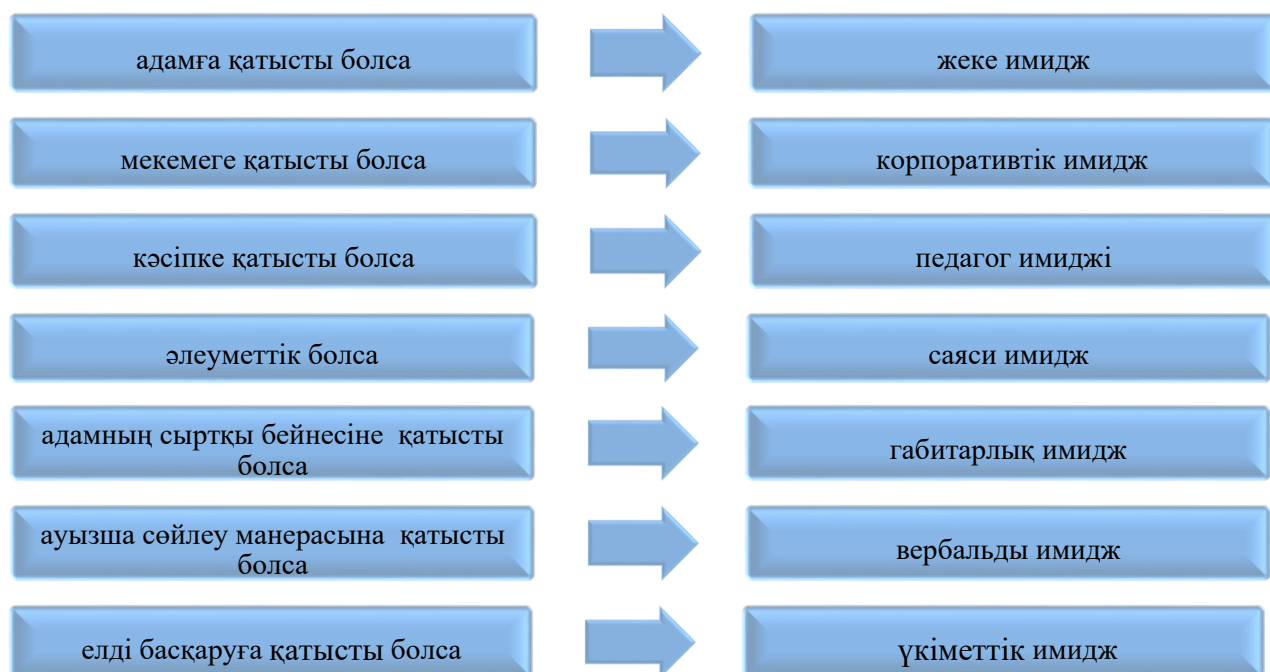 адамға қатысты болса
жеке имидж
мекемеге қатысты болса
корпоративтік имидж
кәсіпке қатысты болса
педагог имиджі
әлеуметтік болса
саяси имидж
адамның сыртқы бейнесіне қатысты
болса
габитарлық имидж
ауызша сөйлеу манерасына қатысты
болса
вербальды имидж
елді басқаруға қатысты болса
үкіметтік имидж